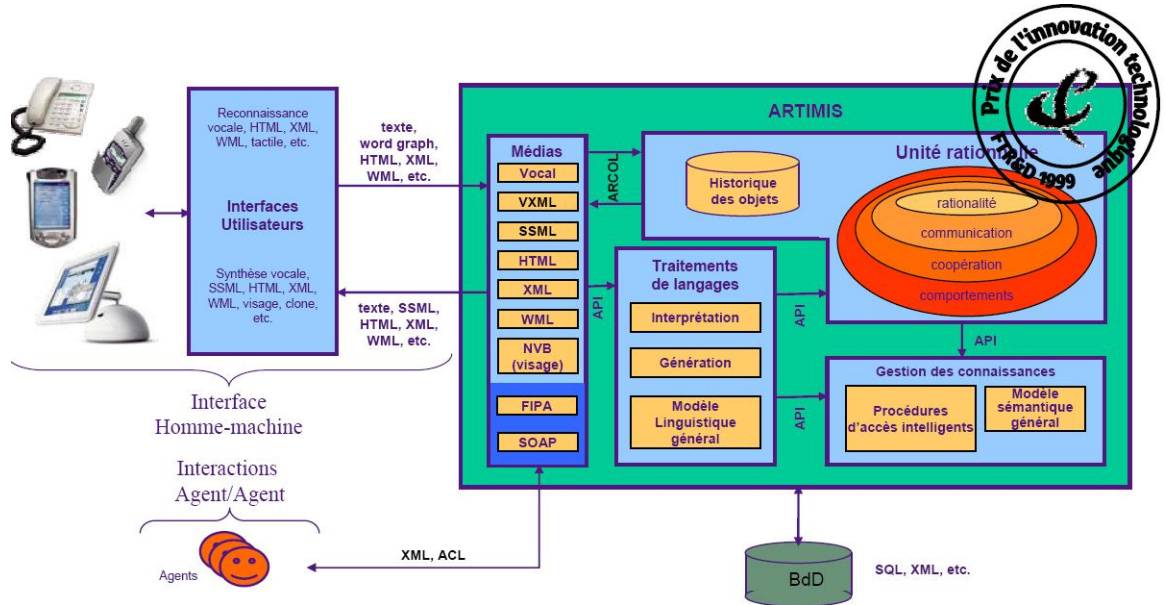 Prix de l'innovation technologique
FTR&D 1999
Reconnaissance
vocale, HTML, XML,
WML, tactile, etc.
Interfaces
Utilisateurs
Synthèse vocale,
SSML, HTML, XML,
WML, visage, clone,
etc.
texte,
word graph,
HTML, XML,
WML, etc.
texte, SSML,
HTML, XML,
WML, etc.
Interface
Homme-machine
Interactions
Agent/Agent
Agents
XML, ACL
ARTIMIS
Médias
Vocal
VXML
SSML
HTML
XML
WML
NVB
(visage)
FIPA
SOAP
ARCOL
API
Historique
des objets
Unité rationnelle
rationalité
communication
coopération
comportements
Traitements
de langages
Interprétation
Génération
Modèle
Linguistique
général
API
API
API
Gestion des connaissances
Procédures
d'accès intelligents
Modèle
sémantique
général
BdD
SQL, XML, etc.